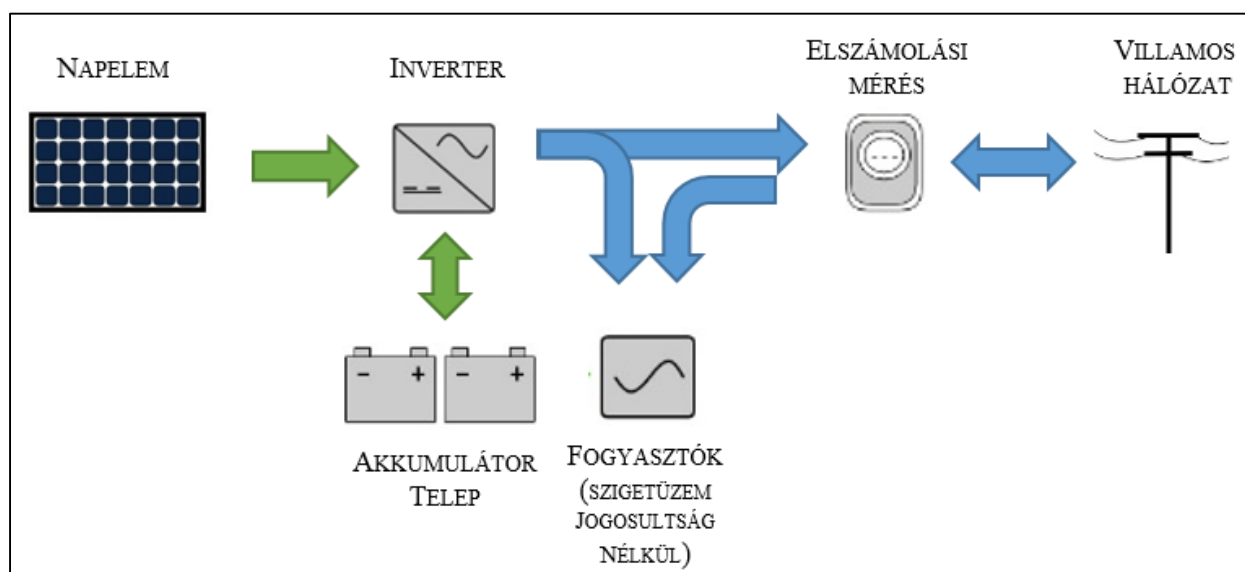 NAPELEM
INVERTER
ELSZÁMOLÁSI
MÉRÉS
VILLAMOS
HÁLÓZAT
AKKUMULÁTOR
TELEP
FOGYASZTÓK
(SZIGETÜZEM
JOGOSULTSÁG
NÉLKÜL)